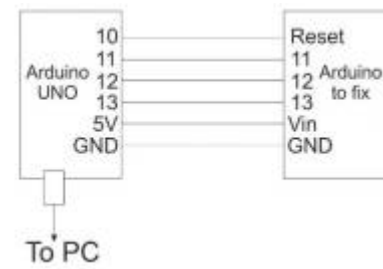 10 Reset
11 11
12 12
13 13
5V Vin
GND GND
Arduino
UNO
Arduino
to fix
To PC